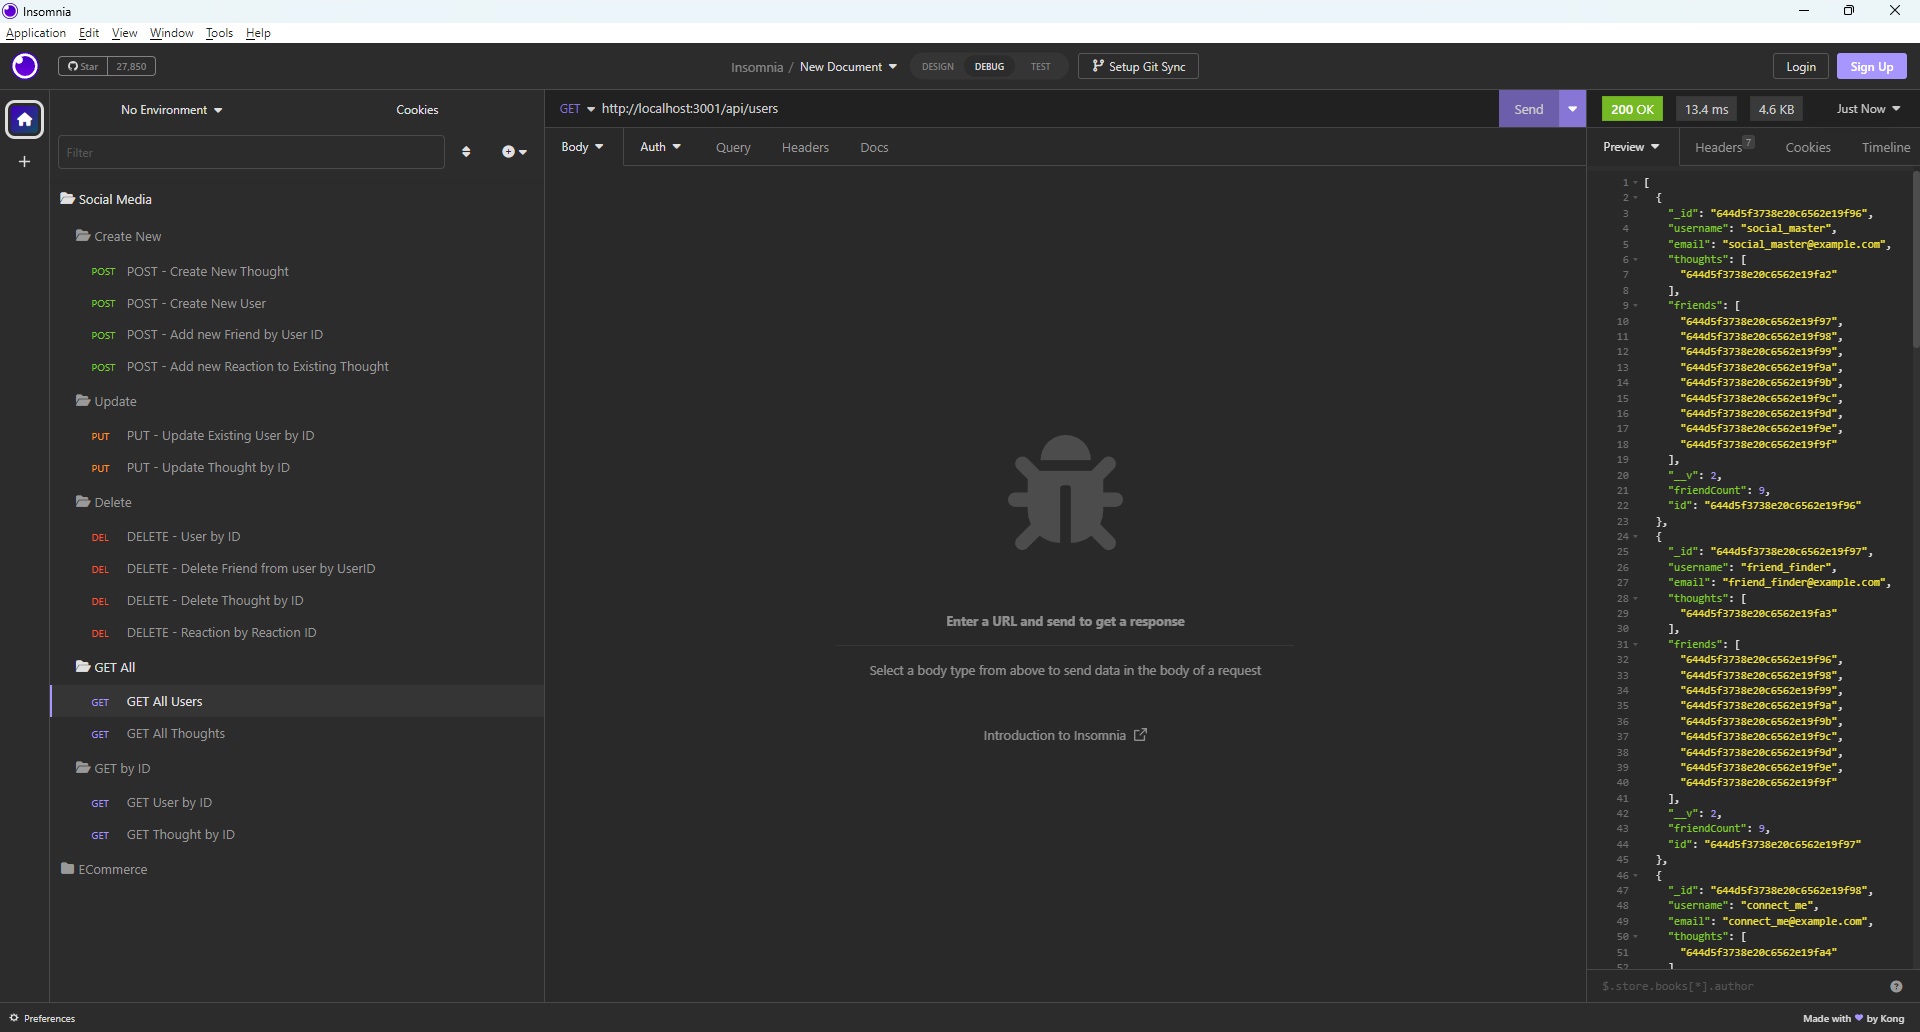 Insomnia
Application Edit View Window Tools Help
Star 27,850
Insomnia / New Document
DESIGN DEBUG TEST
Setup Git Sync
Login
Sign Up
No Environment
Cookies
Filter
Social Media
Create New
POST POST - Create New Thought
POST POST - Create New User
POST POST - Add new Friend by User ID
POST POST - Add new Reaction to Existing Thought
Update
PUT PUT - Update Existing User by ID
PUT PUT - Update Thought by ID
Delete
DEL DELETE - User by ID
DEL DELETE - Delete Friend from user by UserID
DEL DELETE - Delete Thought by ID
DEL DELETE - Reaction by Reaction ID
GET All
GET GET All Users
GET GET All Thoughts
GET by ID
GET GET User by ID
GET GET Thought by ID
ECommerce
GET http://localhost:3001/api/users
Send
Body Auth Query Headers Docs
Enter a URL and send to get a response
Select a body type from above to send data in the body of a request
Introduction to Insomnia
200 OK 13.4 ms 4.6 KB Just Now
Preview Headers 7 Cookies Timeline
1 [
2 {
3 "_id": "644d5f3738e20c6562e19f96",
4 "username": "social_master",
5 "email": "social_master@example.com",
6 "thoughts": [
7 "644d5f3738e20c6562e19fa2"
8 ],
9 "friends": [
10 "644d5f3738e20c6562e19f97",
11 "644d5f3738e20c6562e19f98",
12 "644d5f3738e20c6562e19f99",
13 "644d5f3738e20c6562e19f9a",
14 "644d5f3738e20c6562e19f9b",
15 "644d5f3738e20c6562e19f9c",
16 "644d5f3738e20c6562e19f9d",
17 "644d5f3738e20c6562e19f9e",
18 "644d5f3738e20c6562e19f9f"
19 ],
20 "__v": 2,
21 "friendCount": 9,
22 "id": "644d5f3738e20c6562e19f96"
23 },
24 {
25 "_id": "644d5f3738e20c6562e19f97",
26 "username": "friend_finder",
27 "email": "friend_finder@example.com",
28 "thoughts": [
29 "644d5f3738e20c6562e19fa3"
30 ],
31 "friends": [
32 "644d5f3738e20c6562e19f96",
33 "644d5f3738e20c6562e19f98",
34 "644d5f3738e20c6562e19f99",
35 "644d5f3738e20c6562e19f9a",
36 "644d5f3738e20c6562e19f9b",
37 "644d5f3738e20c6562e19f9c",
38 "644d5f3738e20c6562e19f9d",
39 "644d5f3738e20c6562e19f9e",
40 "644d5f3738e20c6562e19f9f"
41 ],
42 "__v": 2,
43 "friendCount": 9,
44 "id": "644d5f3738e20c6562e19f97"
45 },
46 {
47 "_id": "644d5f3738e20c6562e19f98",
48 "username": "connect_me",
49 "email": "connect_me@example.com",
50 "thoughts": [
51 "644d5f3738e20c6562e19fa4"
52 ]
$.store.books[*].author
Preferences
Made with by Kong